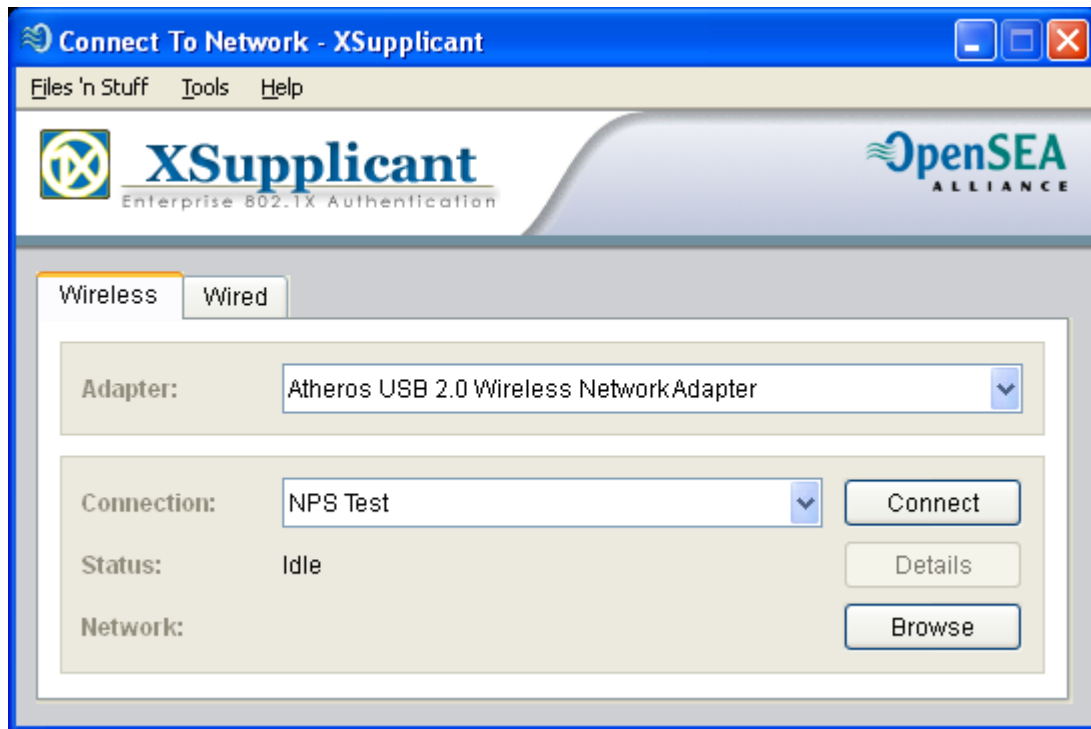 Connect To Network - XSupplicant
Files 'n Stuff Tools Help
1X XSupplicant
Enterprise 802.1X Authentication
OpenSEA
ALLIANCE
Wireless Wired
Adapter: Atheros USB 2.0 Wireless Network Adapter
Connection: NPS Test Connect
Status: Idle Details
Network: Browse